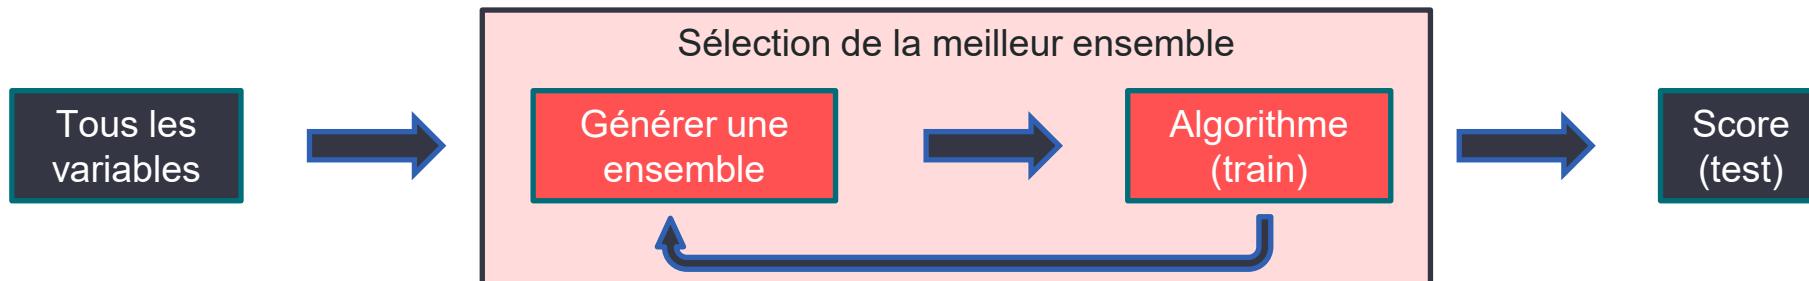 Sélection de la meilleur ensemble
Tous les
variables
Générer une
ensemble
Algorithme
(train)
Score
(test)